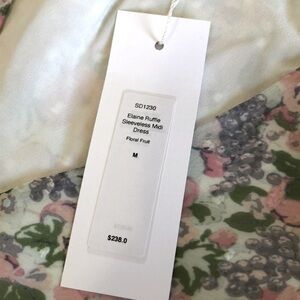 SD1230
Elaine Ruffle
Sleeveless Midi
Dress
Floral Fruit
M
$238.0